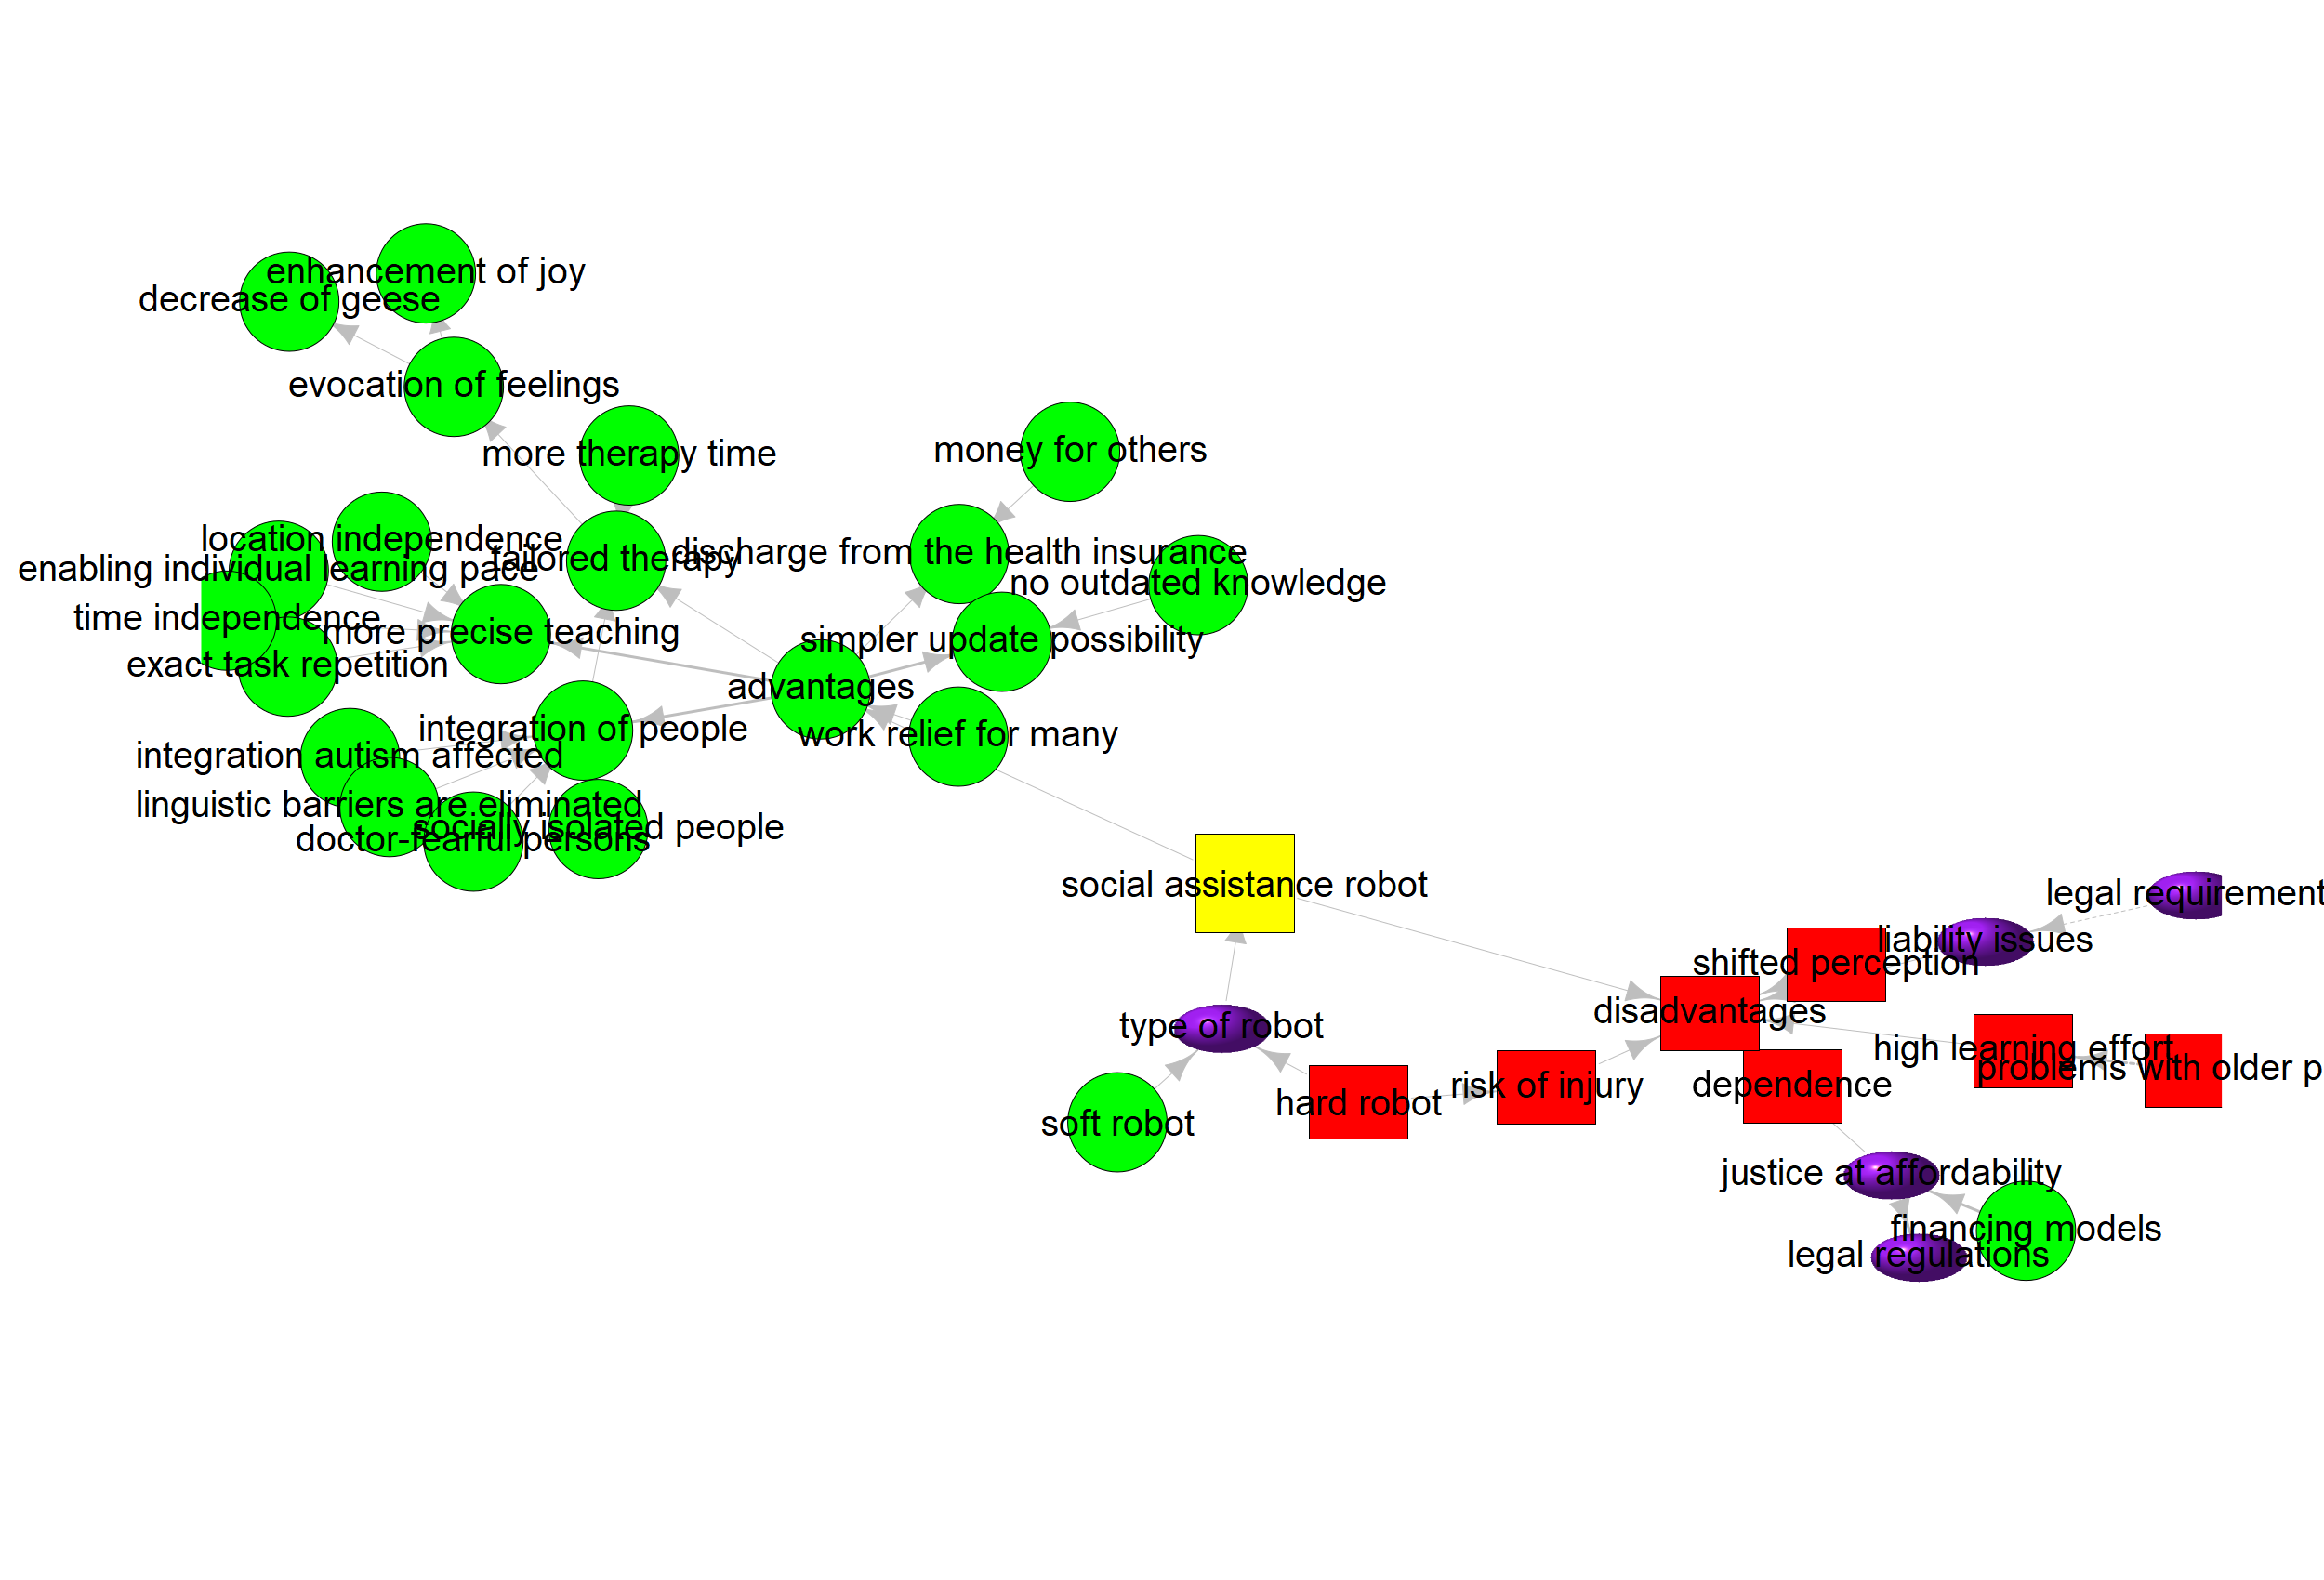 enhancement of joy
decrease of geese
evocation of feelings
more therapy time
money for others
location independence
tailored therapy
discharge from the health insurance
enabling individual learning pace
no outdated knowledge
time independence
more precise teaching
simpler update possibility
exact task repetition
advantages
integration of people
work relief for many
integration autism affected
linguistic barriers are eliminated
socially isolated people
doctor-fearful persons
social assistance robot
legal requirement
liability issues
shifted perception
disadvantages
type of robot
high learning effort
problems with older p
risk of injury
dependence
hard robot
soft robot
justice at affordability
financing models
legal regulations